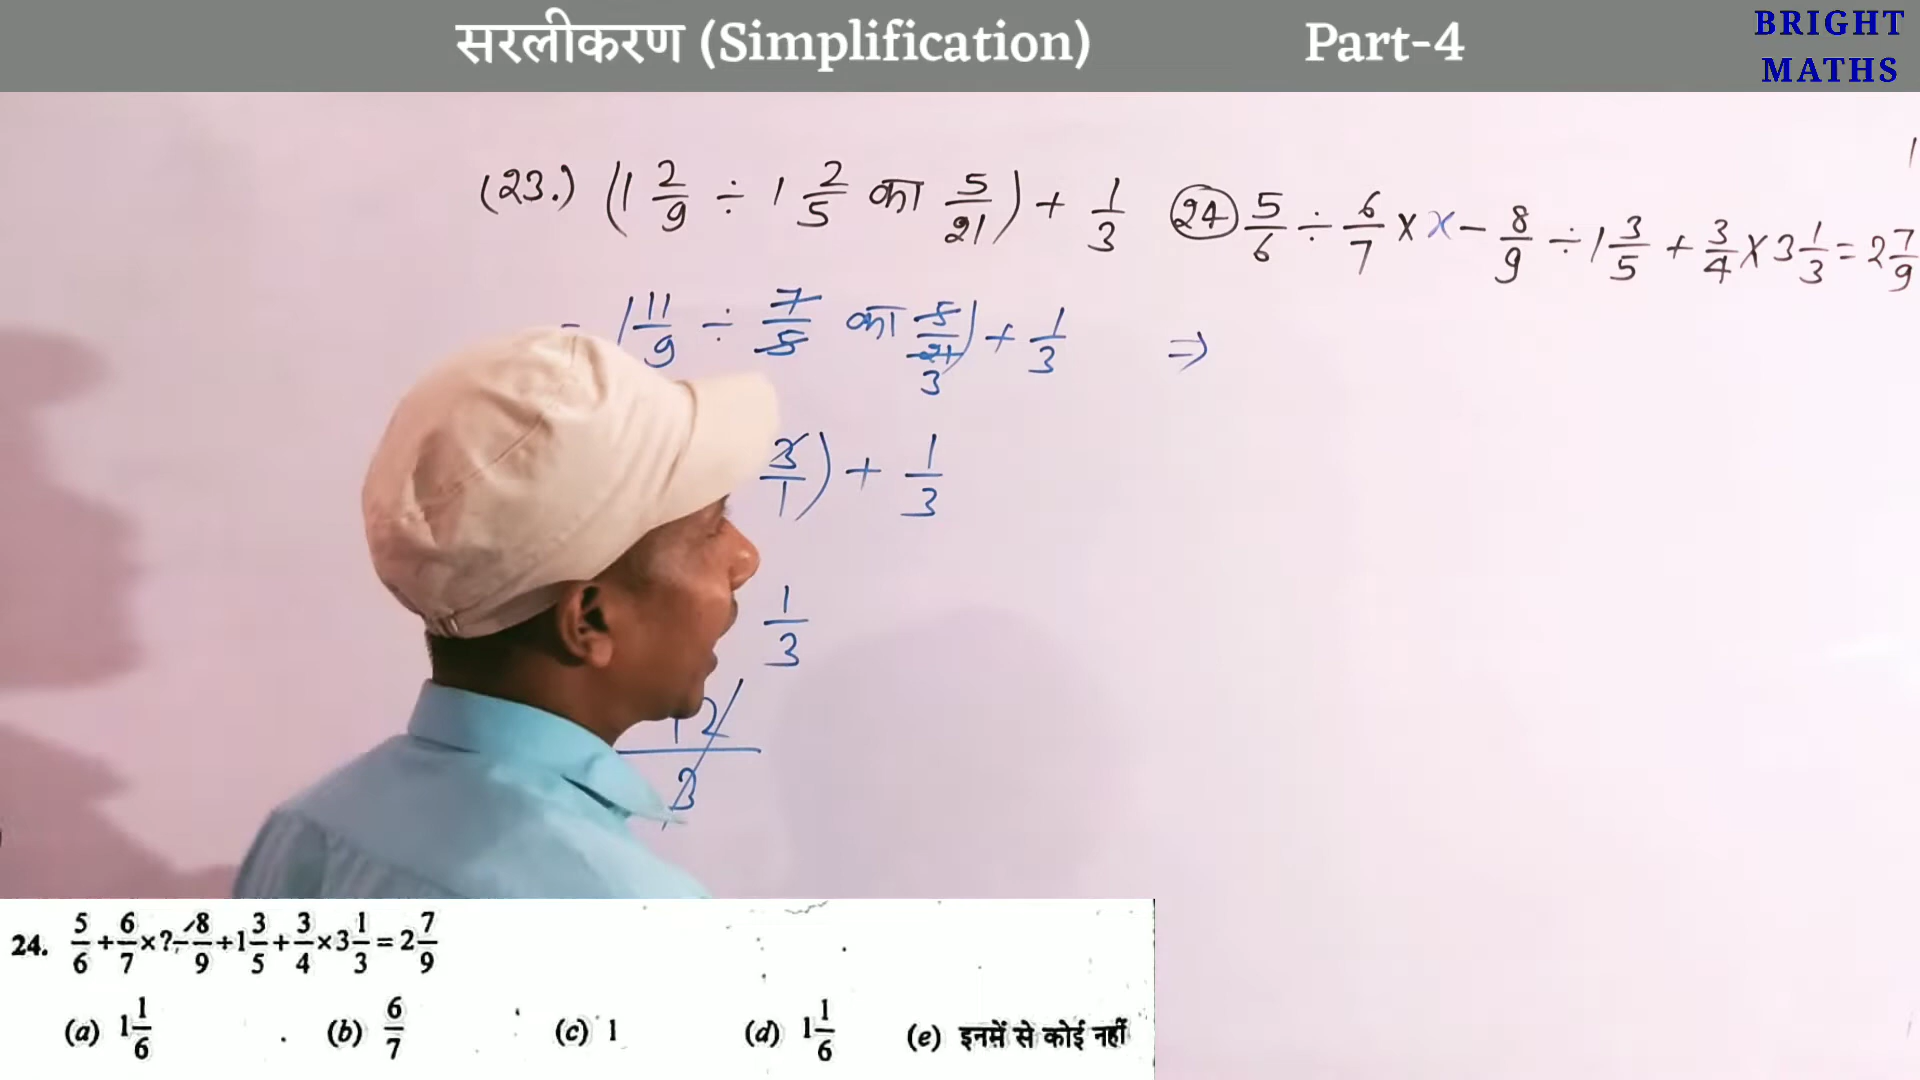 सरलीकरण (Simplification) Part-4
BRIGHT
MATHS
(23.) (1 2/9 ÷ 1 2/5 का 5/21) + 1/3
(24) 5/6 ÷ 6/7 × x - 8/9 ÷ 1 3/5 + 3/4 × 3 1/3 = 2 7/9
= (11/9 ÷ 7/5 का 5/21) + 1/3
3
⇒
3/1) + 1/3
1/3
12/3
24. 5/6 ÷ 6/7 × ? - 8/9 ÷ 1 3/5 + 3/4 × 3 1/3 = 2 7/9
(a) 1 1/6 (b) 6/7 (c) 1 (d) 1 1/6 (e) इनमें से कोई नहीं